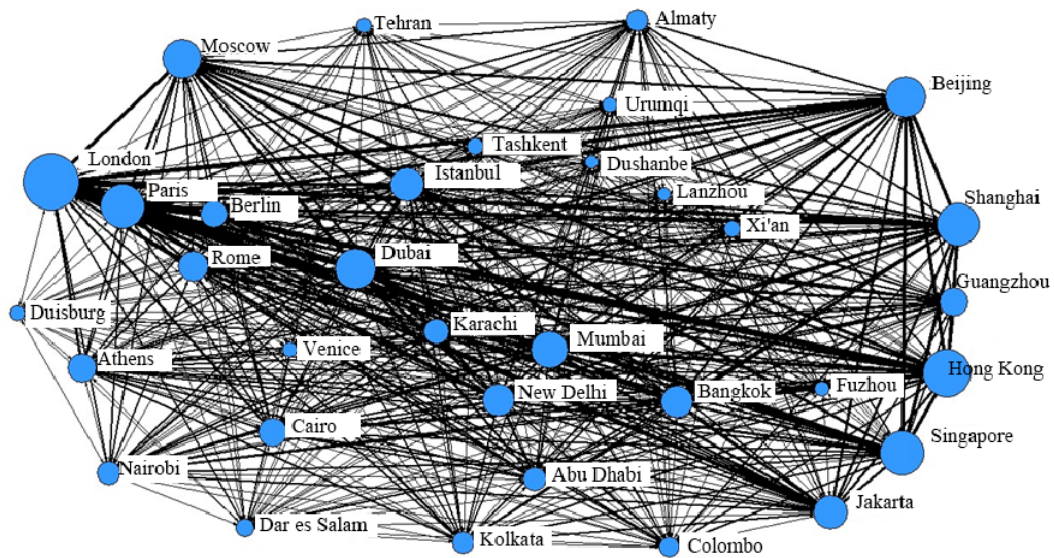 Tehran
Almaty
Moscow
Beijing
Urumqi
Tashkent
London
Dushanbe
Istanbul
Paris
Lanzhou
Shanghai
Berlin
Xi'an
Dubai
Rome
Guangzhou
Duisburg
Karachi
Mumbai
Venice
Athens
Hong Kong
Fuzhou
New Delhi
Bangkok
Cairo
Singapore
Nairobi
Abu Dhabi
Jakarta
Dar es Salam
Kolkata
Colombo